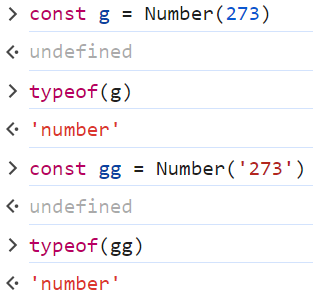 > const g = Number(273)
<· undefined
> typeof(g)
<· 'number'
> const gg = Number('273')
<· undefined
> typeof(gg)
<· 'number'